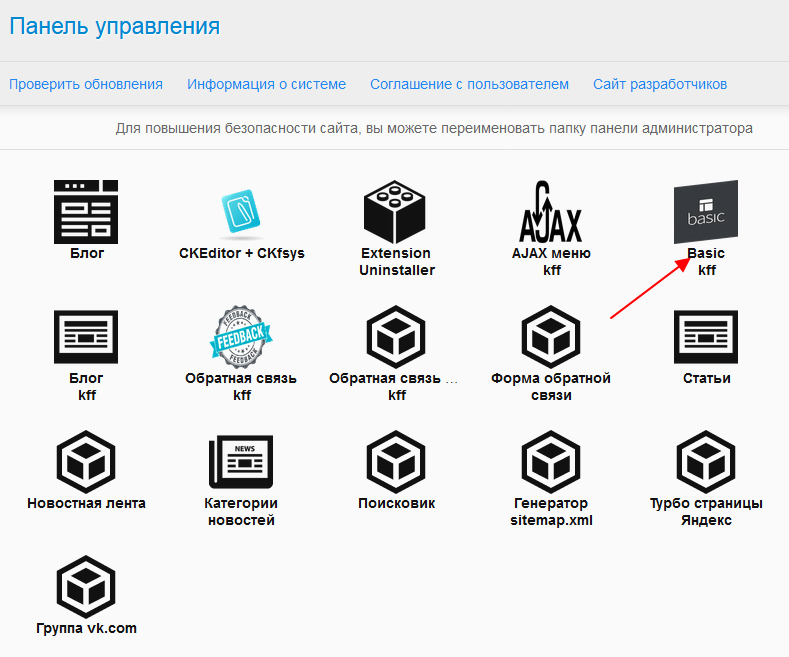 Панель управления
Проверить обновления Информация о системе Соглашение с пользователем Сайт разработчиков
Для повышения безопасности сайта, вы можете переименовать папку панели администратора
basic
Блог
CKEditor + CKfsys
Extension
Uninstaller
AJAX
AJAX меню
kff
Basic
kff
Блог
kff
FEEDBACK
FEEDBACK
FEEDBACK
Обратная связь
kff
Обратная связь ...
kff
Форма обратной
связи
Статьи
Новостная лента
NEWS
Категории
новостей
Поисковик
Генератор
sitemap.xml
Турбо страницы
Яндекс
Группа vk.com